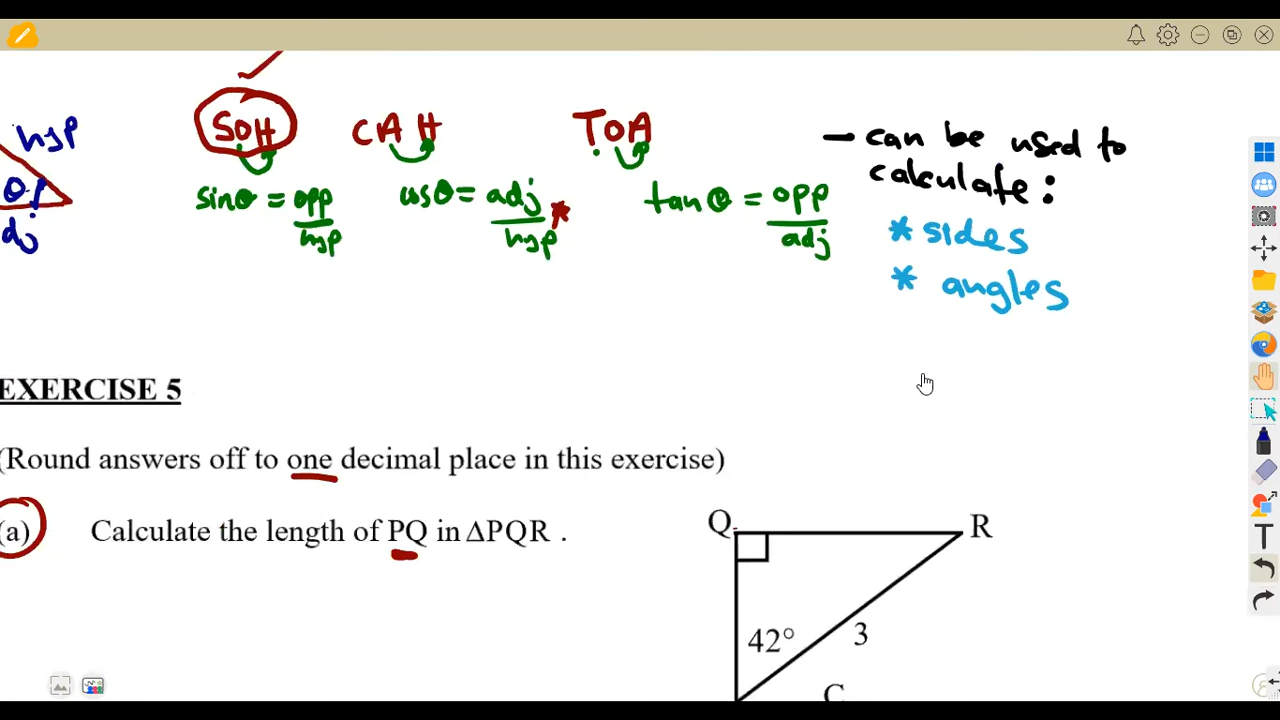 hyp
SOH CAH TOA
- can be used to
calculate :
θ
sinθ = opp/hyp cosθ = adj/hyp tanθ = opp/adj
dj
* sides
* angles
EXERCISE 5
(Round answers off to one decimal place in this exercise)
(a) Calculate the length of PQ in ΔPQR .
Q R
42° 3
C
T